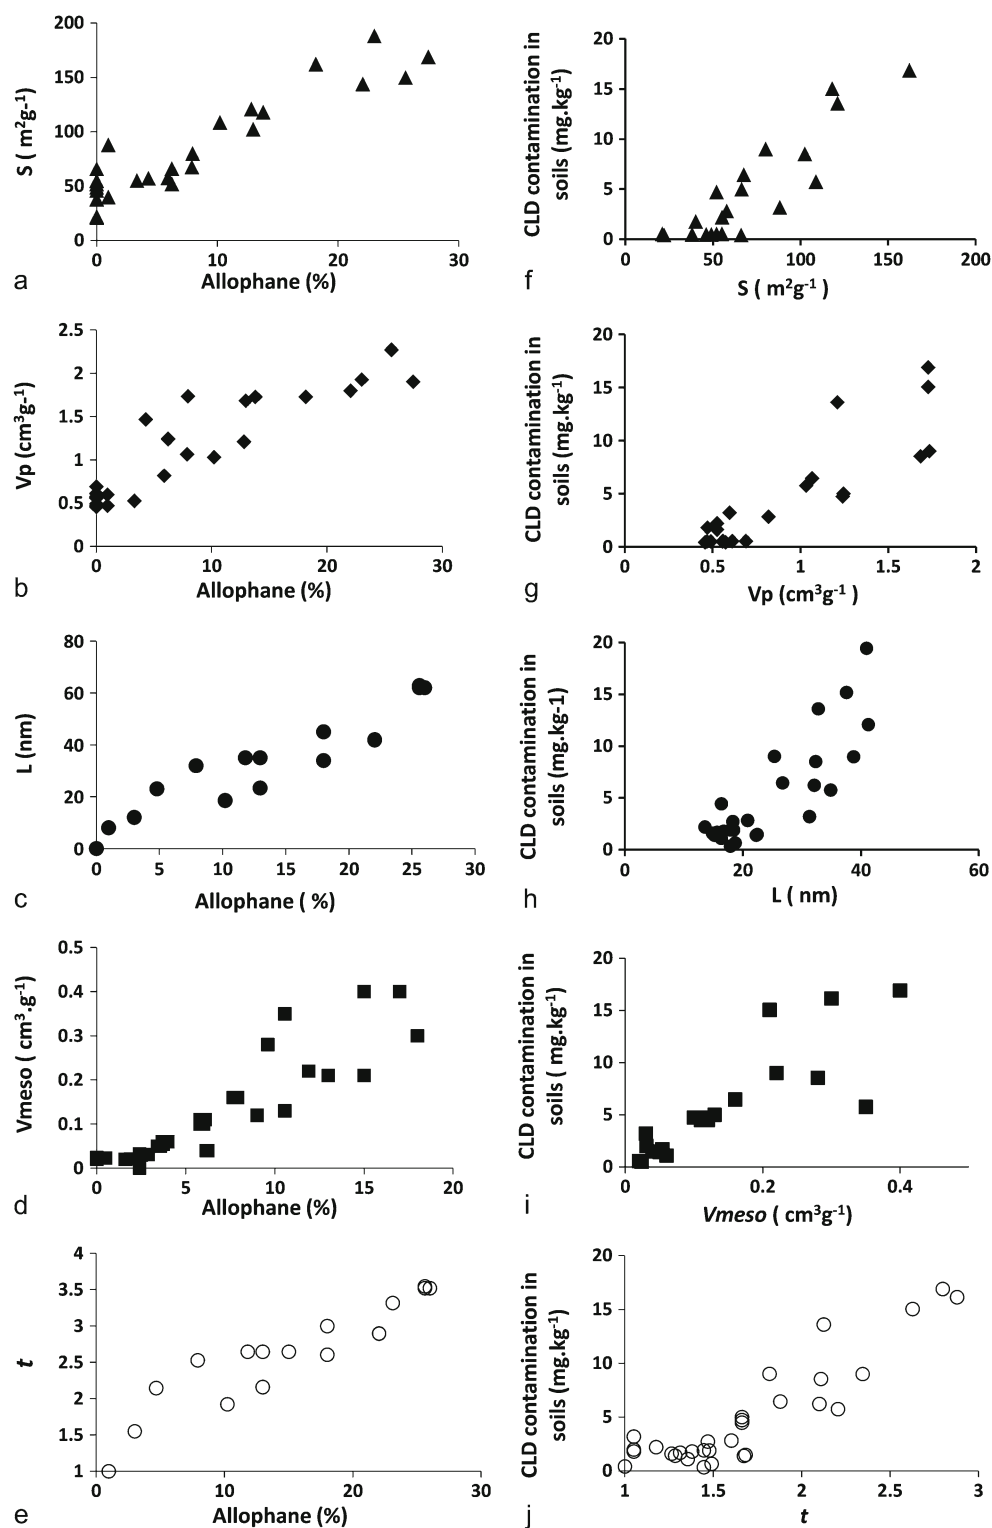 200
150
100
50
0
S ( m²g-¹)
0 10 20 30
Allophane (%)
a
20
15
10
5
0
CLD contamination in
soils (mg.kg-¹)
0 50 100 150 200
S ( m²g-¹ )
f
2.5
2
1.5
1
0.5
0
Vp (cm³g-¹)
0 10 20 30
Allophane (%)
b
20
15
10
5
0
CLD contamination in
soils (mg.kg-¹)
0 0.5 1 1.5 2
Vp (cm³g-¹ )
g
80
60
40
20
0
L (nm)
0 5 10 15 20 25 30
Allophane ( %)
c
20
15
10
5
0
CLD contamination in
soils (mg.kg-1)
0 20 40 60
L ( nm)
h
0.5
0.4
0.3
0.2
0.1
0
Vmeso ( cm³.g-¹)
0 5 10 15 20
Allophane (%)
d
20
15
10
5
0
CLD contamination in
soils ( mg.kg-¹)
0 0.2 0.4
Vmeso ( cm³g-¹)
i
4
3.5
3
2.5
2
1.5
1
t
0 10 20 30
Allophane (%)
e
20
15
10
5
0
CLD contamination in
soils (mg.kg-¹)
1 1.5 2 2.5 3
t
j